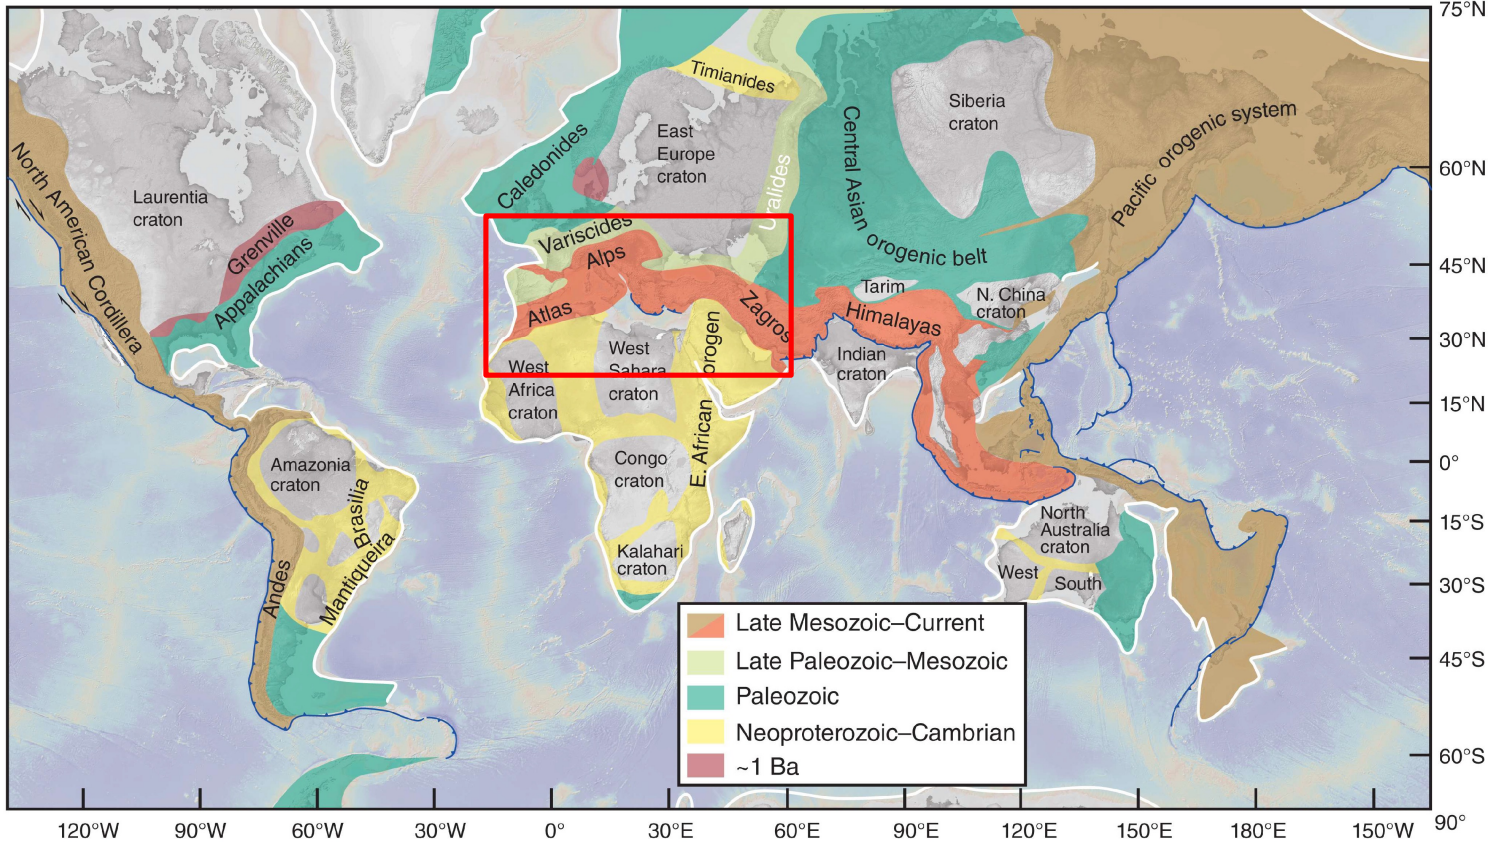 75°N
Timianides
Siberia
craton
Central Asian
orogenic belt
Pacific orogenic system
East
Europe
craton
Caledonides
Uralides
60°N
North American Cordillera
Laurentia
craton
Grenville
Appalachians
Variscides
Alps
Atlas
Zagros
45°N
Tarim
Himalayas
N. China
craton
30°N
West
Africa
craton
West
Sahara
craton
E. African
orogen
Indian
craton
15°N
Amazonia
craton
Brasilia
Mantiqueira
Andes
Congo
craton
0°
Kalahari
craton
North
Australia
craton
West
South
15°S
30°S
45°S
60°S
Late Mesozoic–Current
Late Paleozoic–Mesozoic
Paleozoic
Neoproterozoic–Cambrian
~1 Ba
120°W
90°W
60°W
30°W
0°
30°E
60°E
90°E
120°E
150°E
180°E
150°W
90°